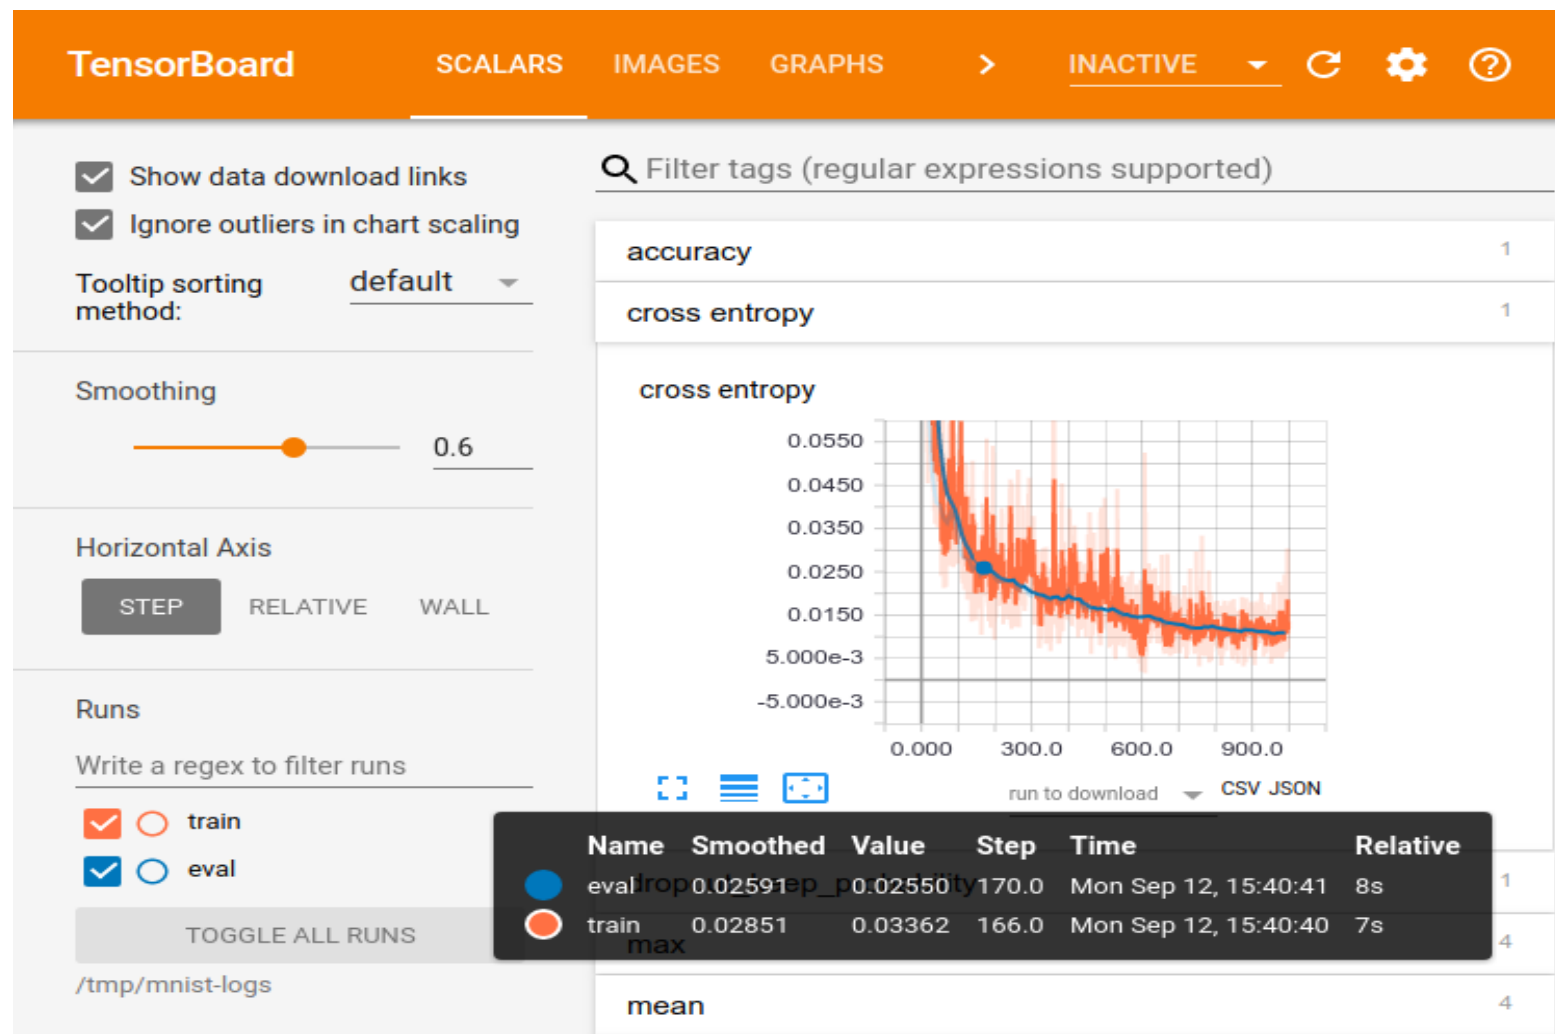 TensorBoard SCALARS IMAGES GRAPHS > INACTIVE
Show data download links
Ignore outliers in chart scaling
Tooltip sorting method: default
Smoothing
0.6
Horizontal Axis
STEP RELATIVE WALL
Runs
Write a regex to filter runs
train
eval
TOGGLE ALL RUNS
/tmp/mnist-logs
Filter tags (regular expressions supported)
accuracy 1
cross entropy 1
cross entropy
0.0550
0.0450
0.0350
0.0250
0.0150
5.000e-3
-5.000e-3
0.000 300.0 600.0 900.0
run to download CSV JSON
Name Smoothed Value Step Time Relative
eval 0.02591 0.02550 170.0 Mon Sep 12, 15:40:41 8s
train 0.02851 0.03362 166.0 Mon Sep 12, 15:40:40 7s
dropout_keep_probability 1
max 4
mean 4